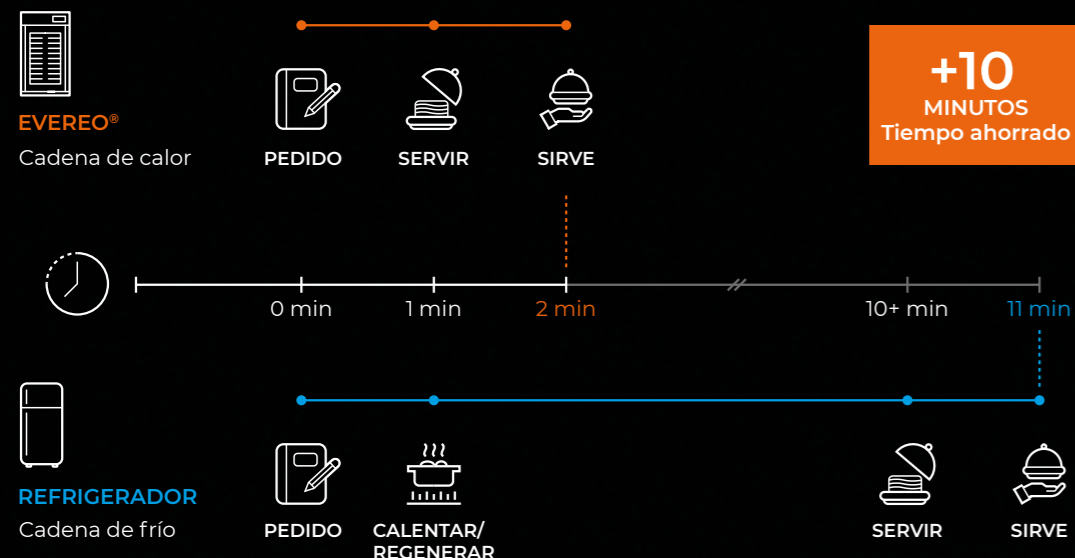 EVEREO®
Cadena de calor
PEDIDO
SERVIR
SIRVE
+10
MINUTOS
Tiempo ahorrado
0 min
1 min
2 min
10+ min
11 min
REFRIGERADOR
Cadena de frío
PEDIDO
CALENTAR/
REGENERAR
SERVIR
SIRVE